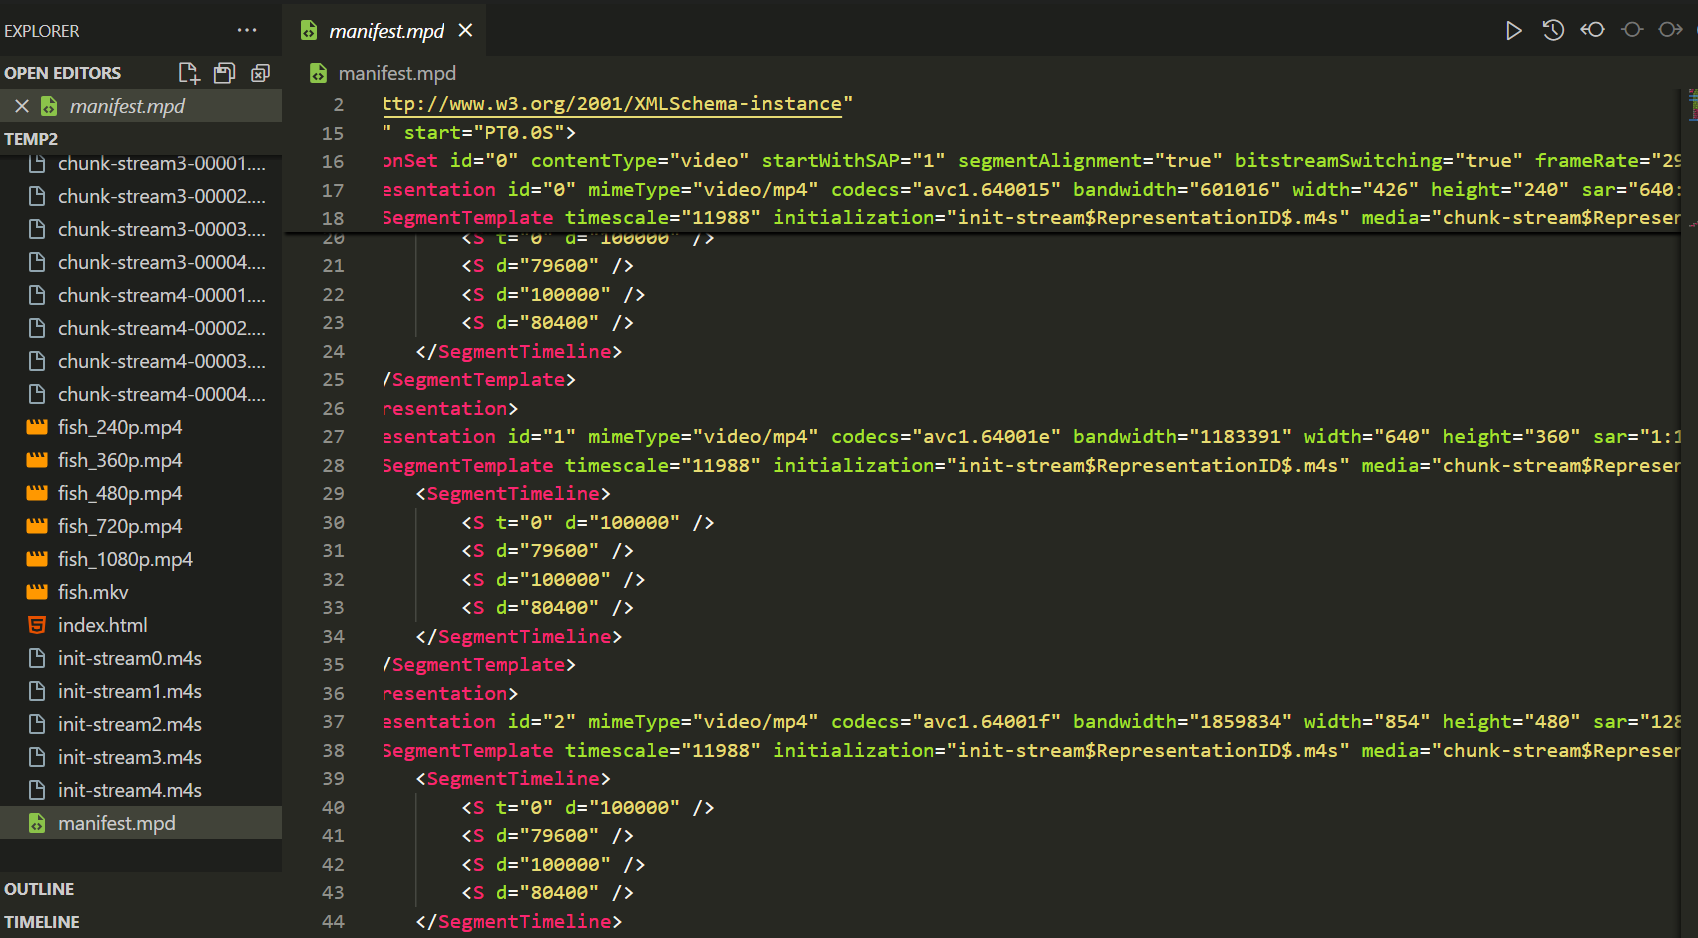 EXPLORER
OPEN EDITORS
manifest.mpd
TEMP2
chunk-stream3-00001....
chunk-stream3-00002....
chunk-stream3-00003....
chunk-stream3-00004....
chunk-stream4-00001....
chunk-stream4-00002....
chunk-stream4-00003....
chunk-stream4-00004....
fish_240p.mp4
fish_360p.mp4
fish_480p.mp4
fish_720p.mp4
fish_1080p.mp4
fish.mkv
index.html
init-stream0.m4s
init-stream1.m4s
init-stream2.m4s
init-stream3.m4s
init-stream4.m4s
manifest.mpd
OUTLINE
TIMELINE
manifest.mpd
manifest.mpd
2 ttp://www.w3.org/2001/XMLSchema-instance"
15 " start="PT0.0S">
16 onSet id="0" contentType="video" startWithSAP="1" segmentAlignment="true" bitstreamSwitching="true" frameRate="29
17 esentation id="0" mimeType="video/mp4" codecs="avc1.640015" bandwidth="601016" width="426" height="240" sar="640:
18 SegmentTemplate timescale="11988" initialization="init-stream$RepresentationID$.m4s" media="chunk-stream$Represen
20 <S t="0" d="100000" />
21 <S d="79600" />
22 <S d="100000" />
23 <S d="80400" />
24 </SegmentTimeline>
25 /SegmentTemplate>
26 resentation>
27 esentation id="1" mimeType="video/mp4" codecs="avc1.64001e" bandwidth="1183391" width="640" height="360" sar="1:1
28 SegmentTemplate timescale="11988" initialization="init-stream$RepresentationID$.m4s" media="chunk-stream$Represen
29 <SegmentTimeline>
30 <S t="0" d="100000" />
31 <S d="79600" />
32 <S d="100000" />
33 <S d="80400" />
34 </SegmentTimeline>
35 /SegmentTemplate>
36 resentation>
37 esentation id="2" mimeType="video/mp4" codecs="avc1.64001f" bandwidth="1859834" width="854" height="480" sar="128
38 SegmentTemplate timescale="11988" initialization="init-stream$RepresentationID$.m4s" media="chunk-stream$Represen
39 <SegmentTimeline>
40 <S t="0" d="100000" />
41 <S d="79600" />
42 <S d="100000" />
43 <S d="80400" />
44 </SegmentTimeline>